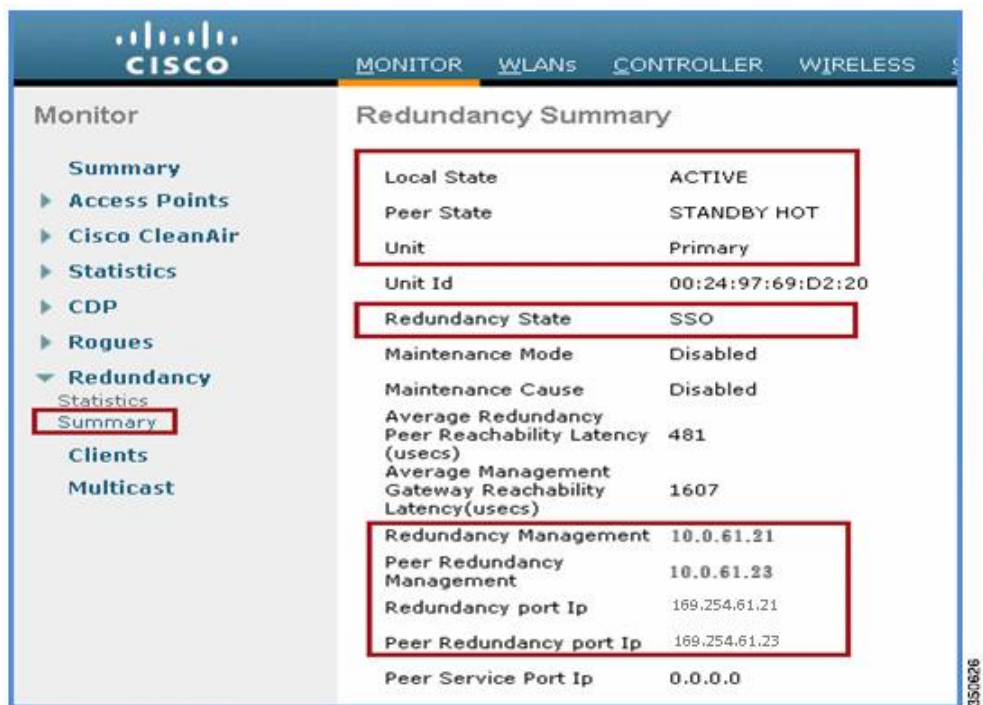 CISCO
MONITOR WLANs CONTROLLER WIRELESS
Monitor
Summary
Access Points
Cisco CleanAir
Statistics
CDP
Rogues
Redundancy
Statistics
Summary
Clients
Multicast
Redundancy Summary
Local State ACTIVE
Peer State STANDBY HOT
Unit Primary
Unit Id 00:24:97:69:D2:20
Redundancy State SSO
Maintenance Mode Disabled
Maintenance Cause Disabled
Average Redundancy
Peer Reachability Latency 481
(usecs)
Average Management
Gateway Reachability 1607
Latency(usecs)
Redundancy Management 10.0.61.21
Peer Redundancy
Management 10.0.61.23
Redundancy port Ip 169.254.61.21
Peer Redundancy port Ip 169.254.61.23
Peer Service Port Ip 0.0.0.0
350626